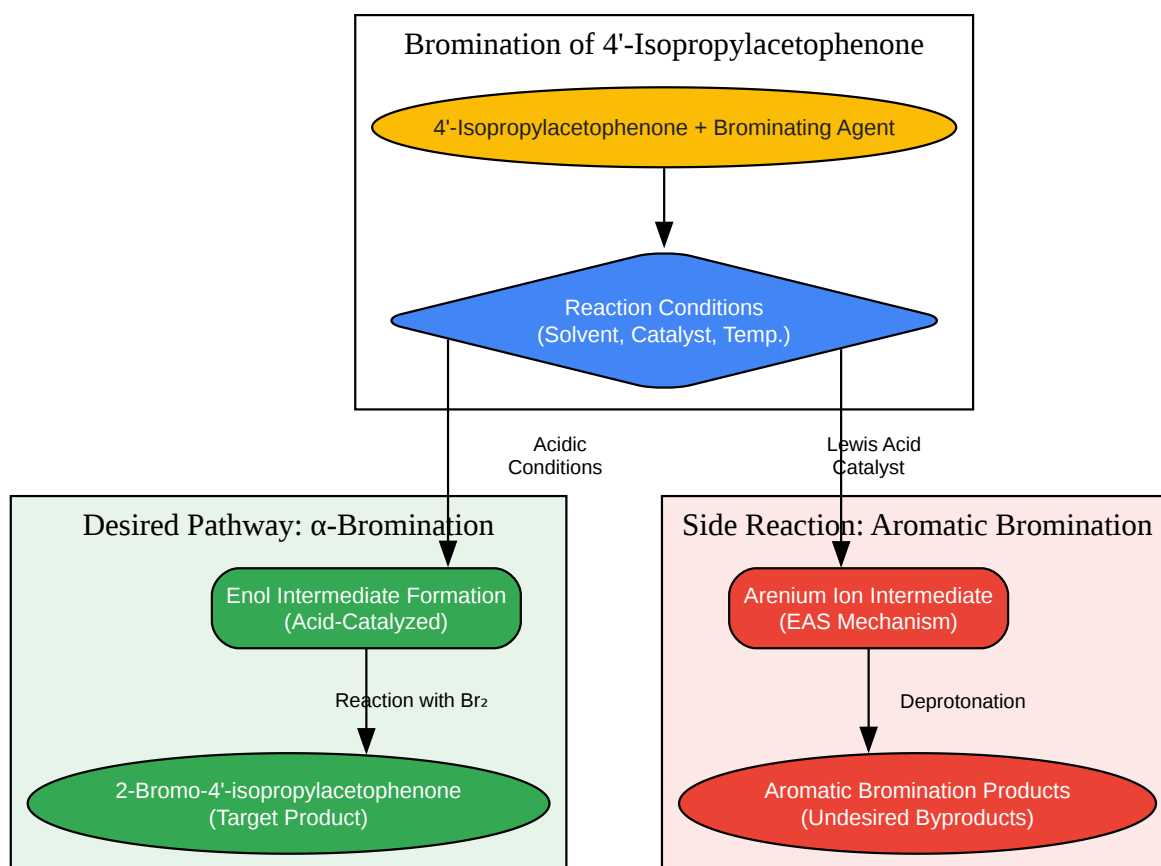 Bromination of 4'-Isopropylacetophenone
4'-Isopropylacetophenone + Brominating Agent
Reaction Conditions
(Solvent, Catalyst, Temp.)
Acidic
Conditions
Lewis Acid
Catalyst
Desired Pathway: α-Bromination
Side Reaction: Aromatic Bromination
Enol Intermediate Formation
(Acid-Catalyzed)
Arenium Ion Intermediate
(EAS Mechanism)
Reaction with Br₂
Deprotonation
2-Bromo-4'-isopropylacetophenone
(Target Product)
Aromatic Bromination Products
(Undesired Byproducts)